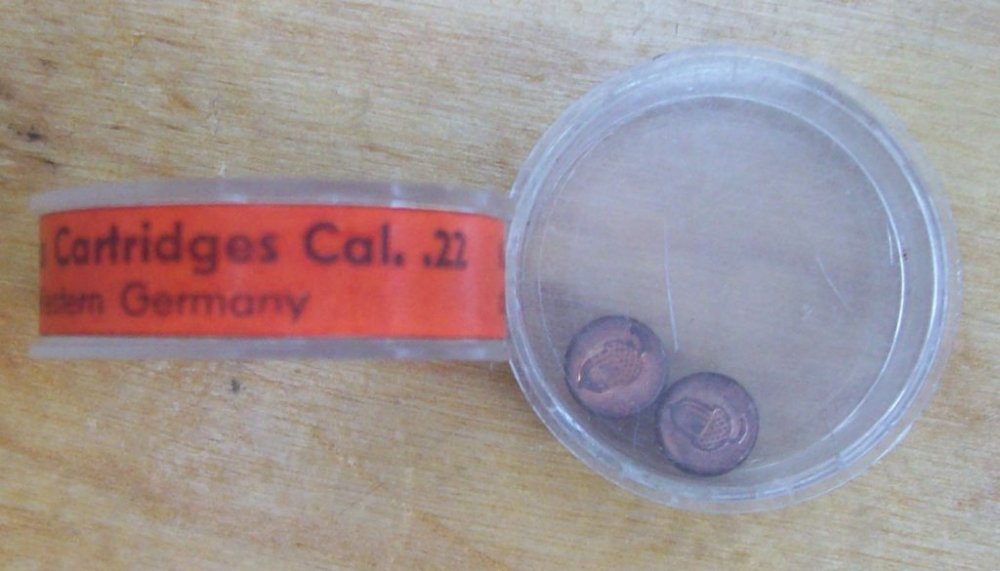 Cartridges Cal. .22
Germany